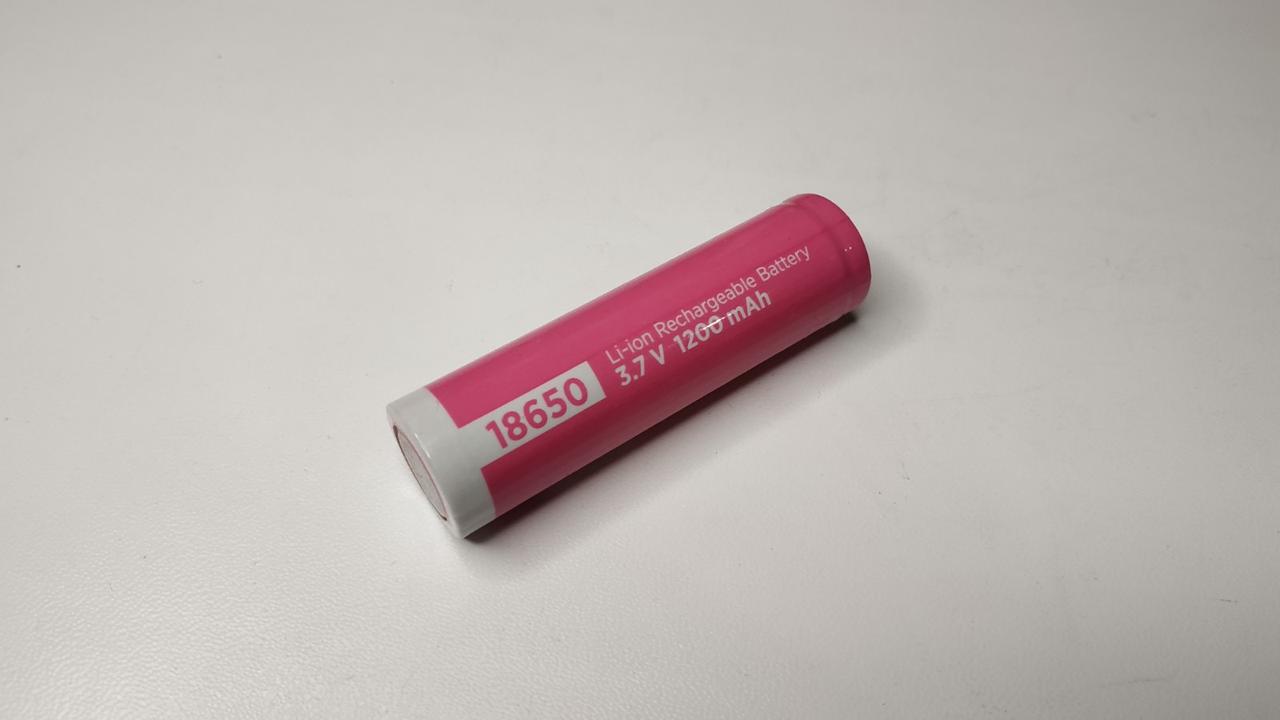 18650
Li-ion Rechargeable Battery
3.7 V 1200 mAh